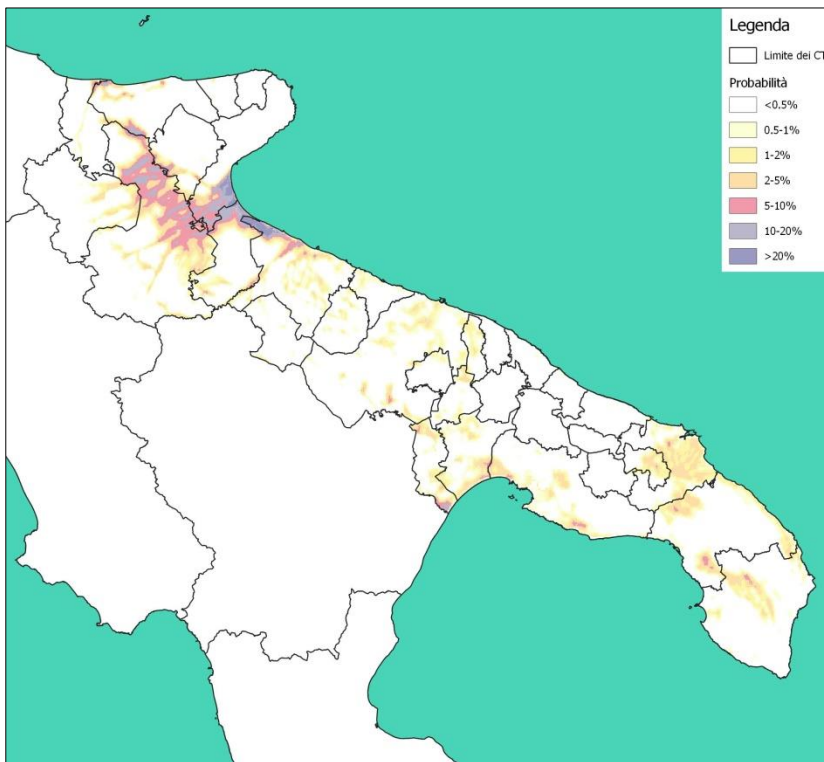 Legenda
Limite dei CT
Probabilità
<0.5%
0.5-1%
1-2%
2-5%
5-10%
10-20%
>20%